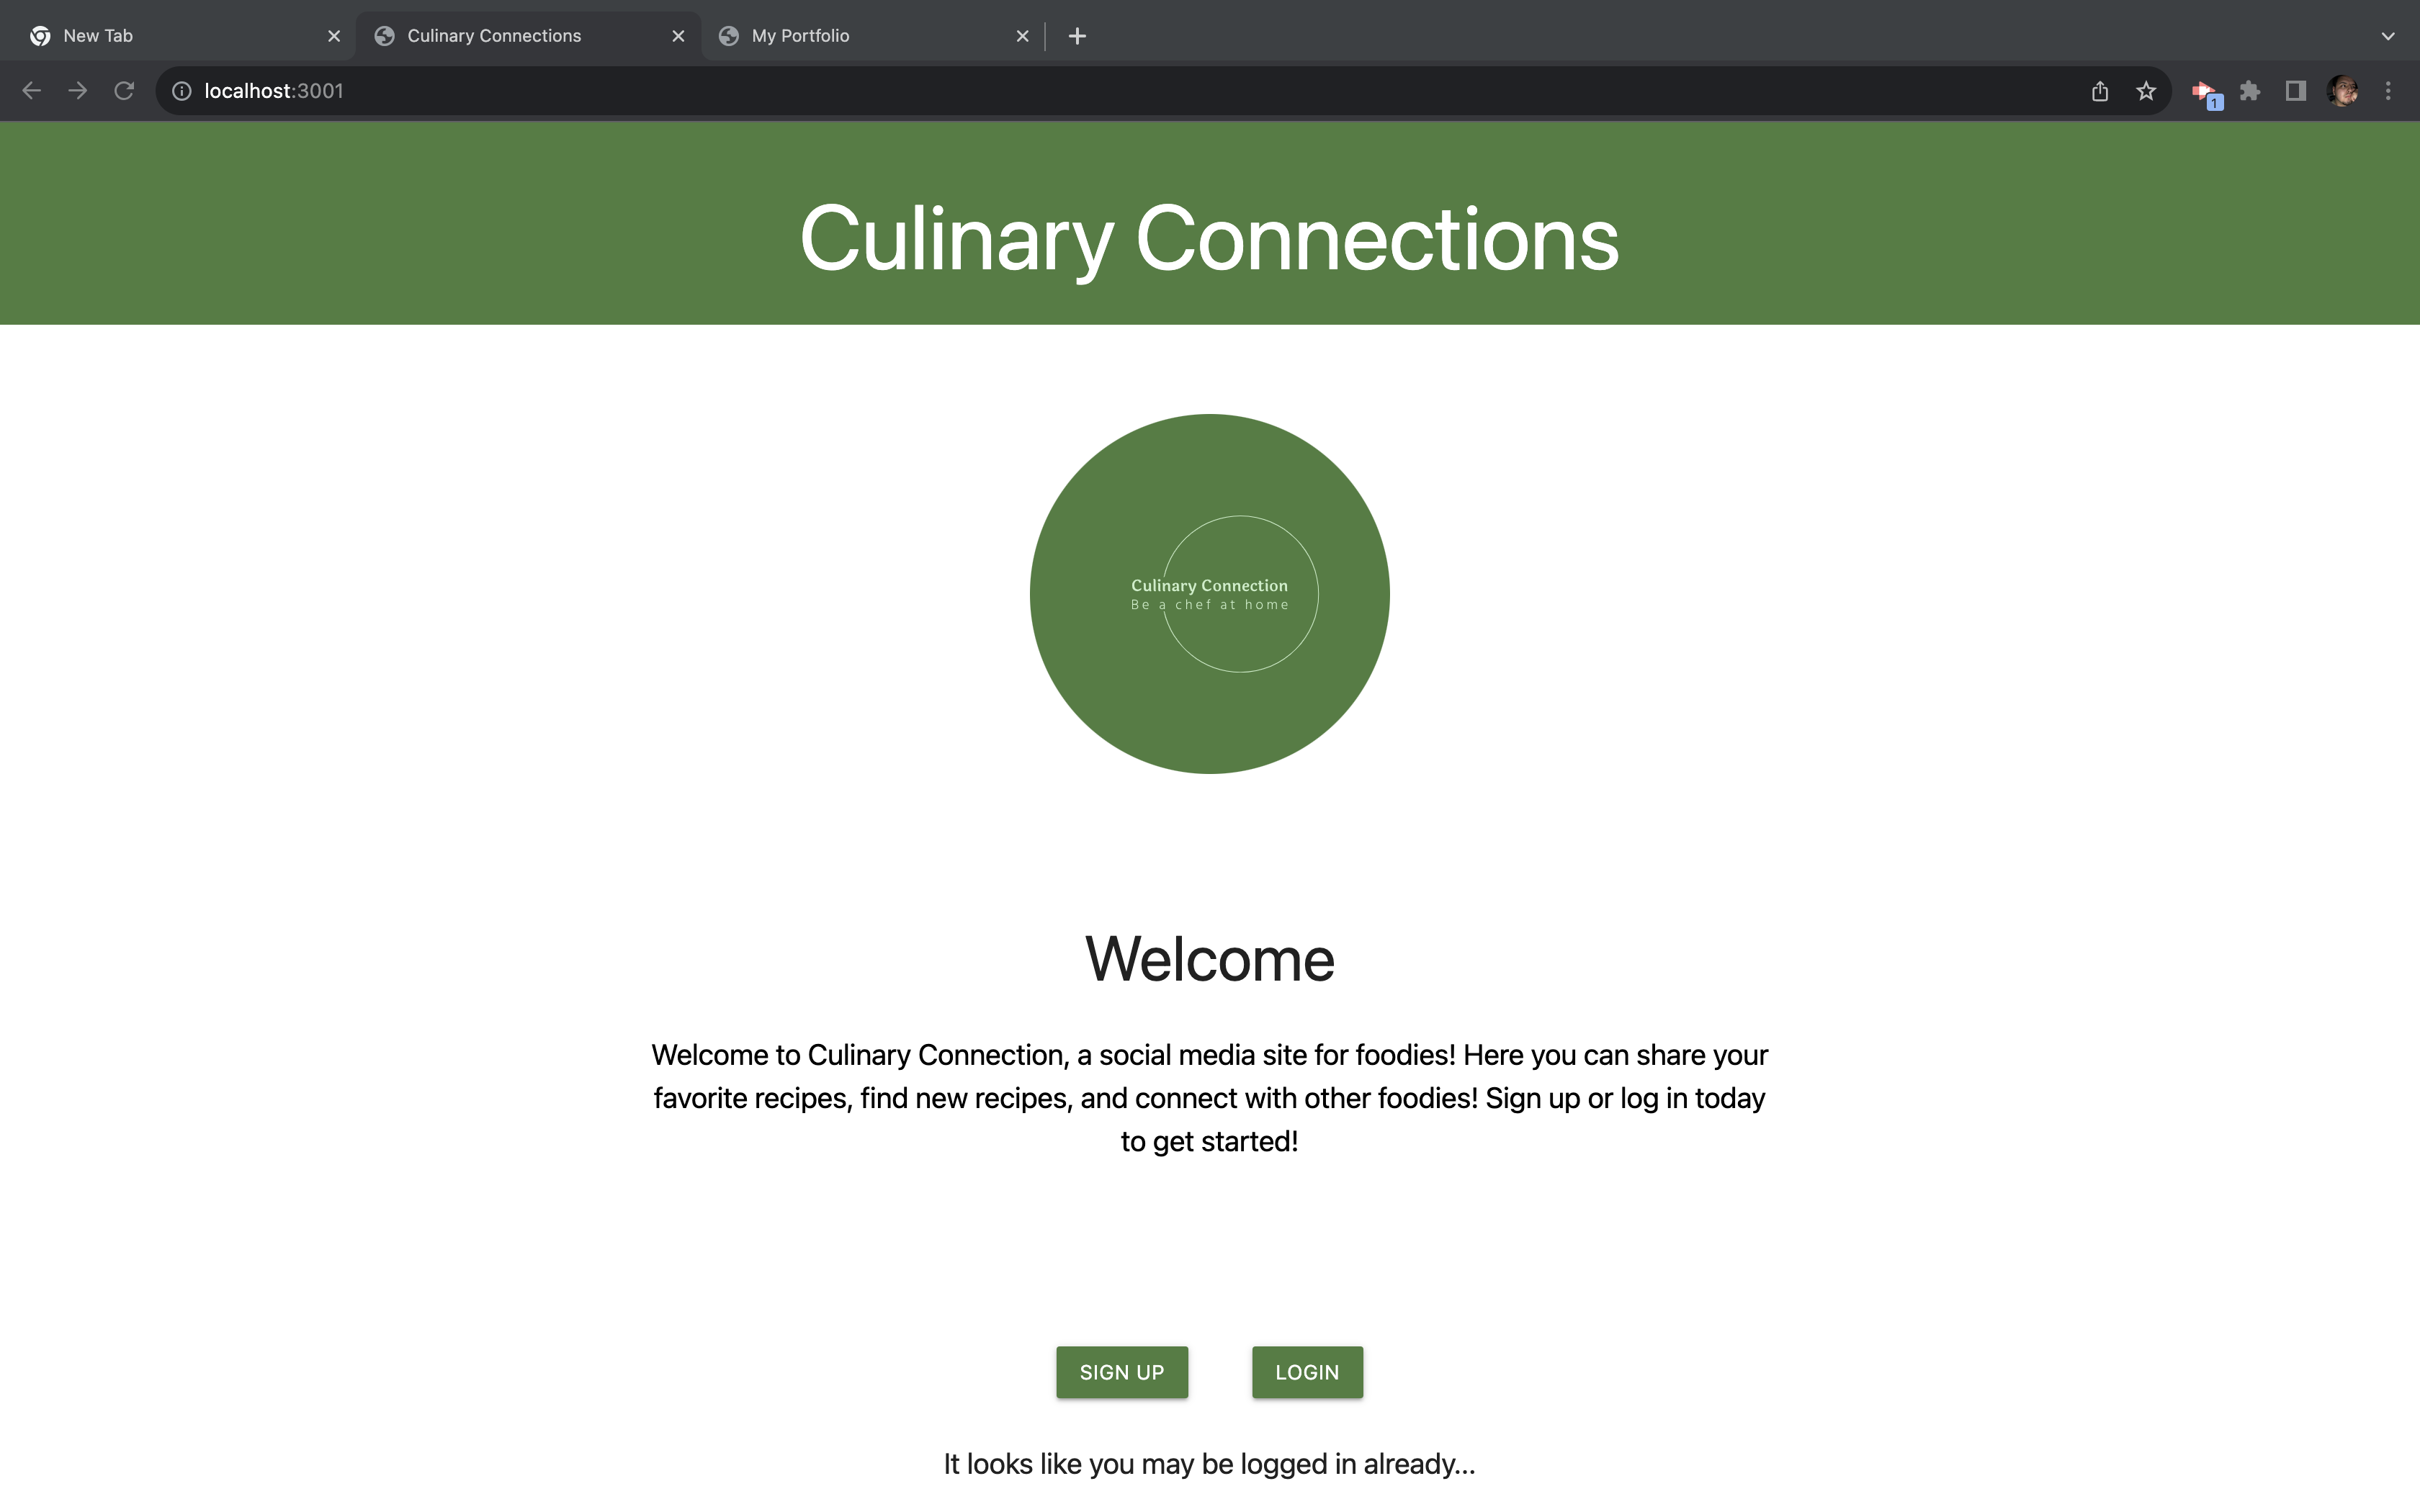 New Tab
Culinary Connections
My Portfolio
localhost:3001
1
Culinary Connections
Culinary Connection
Be a chef at home
Welcome
Welcome to Culinary Connection, a social media site for foodies! Here you can share your
favorite recipes, find new recipes, and connect with other foodies! Sign up or log in today
to get started!
SIGN UP
LOGIN
It looks like you may be logged in already...